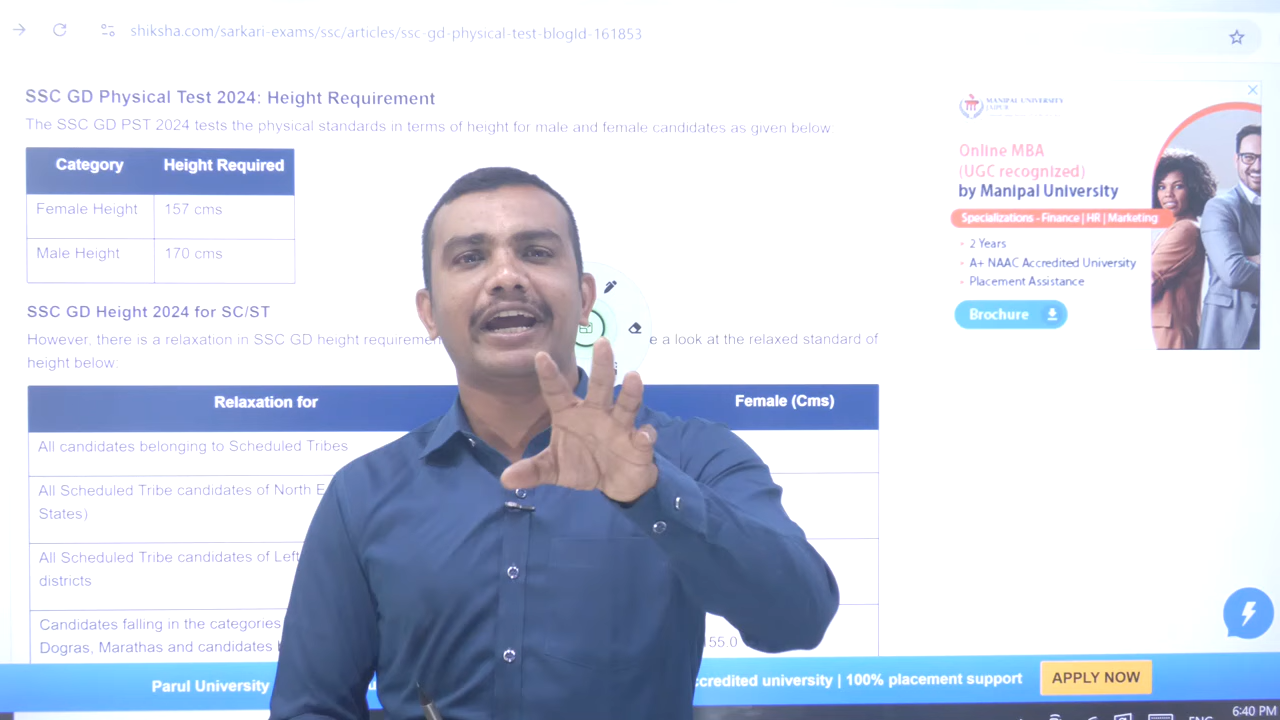 shiksha.com/sarkari-exams/ssc/articles/ssc-gd-physical-test-blogId-161853
SSC GD Physical Test 2024: Height Requirement
The SSC GD PST 2024 tests the physical standards in terms of height for male and female candidates as given below:
Category Height Required
Female Height 157 cms
Male Height 170 cms
SSC GD Height 2024 for SC/ST
However, there is a relaxation in SSC GD height e a look at the relaxed standard of
height below:
Relaxation for Female (Cms)
All candidates belonging to Scheduled Tribes
All Scheduled Tribe candidates of North
States)
All Scheduled Tribe candidates of Left
districts
Candidates falling in the categories
Dogras, Marathas and candidates 155.0
MANIPAL UNIVERSITY
JAIPUR
Online MBA
(UGC recognized)
by Manipal University
Specializations - Finance | HR | Marketing
• 2 Years
• A+ NAAC Accredited University
• Placement Assistance
Brochure
Parul University ccredited university | 100% placement support APPLY NOW
ENG 6:40 PM